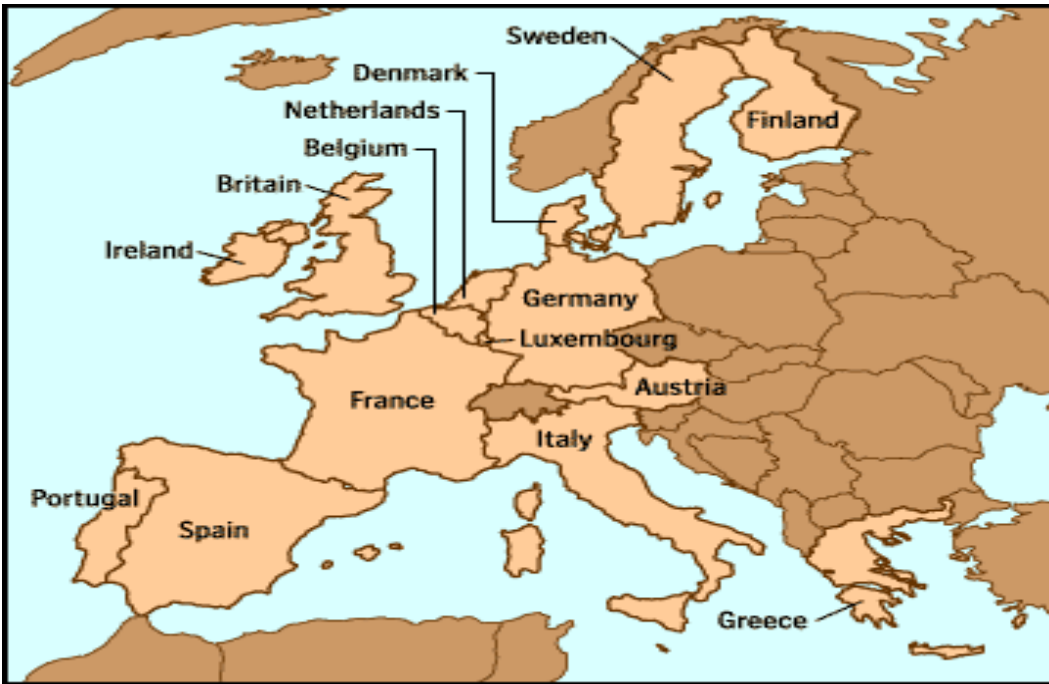 Sweden
Denmark
Netherlands
Finland
Belgium
Britain
Ireland
Germany
Luxembourg
Austria
France
Italy
Portugal
Spain
Greece